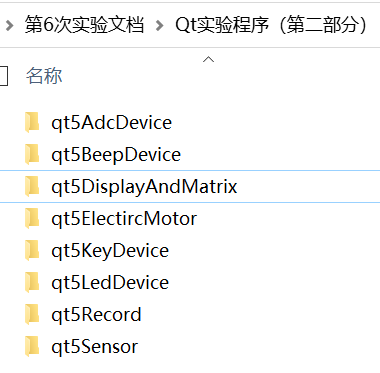 第6次实验文档 Qt实验程序（第二部分）
名称
qt5AdcDevice
qt5BeepDevice
qt5DisplayAndMatrix
qt5ElectircMotor
qt5KeyDevice
qt5LedDevice
qt5Record
qt5Sensor